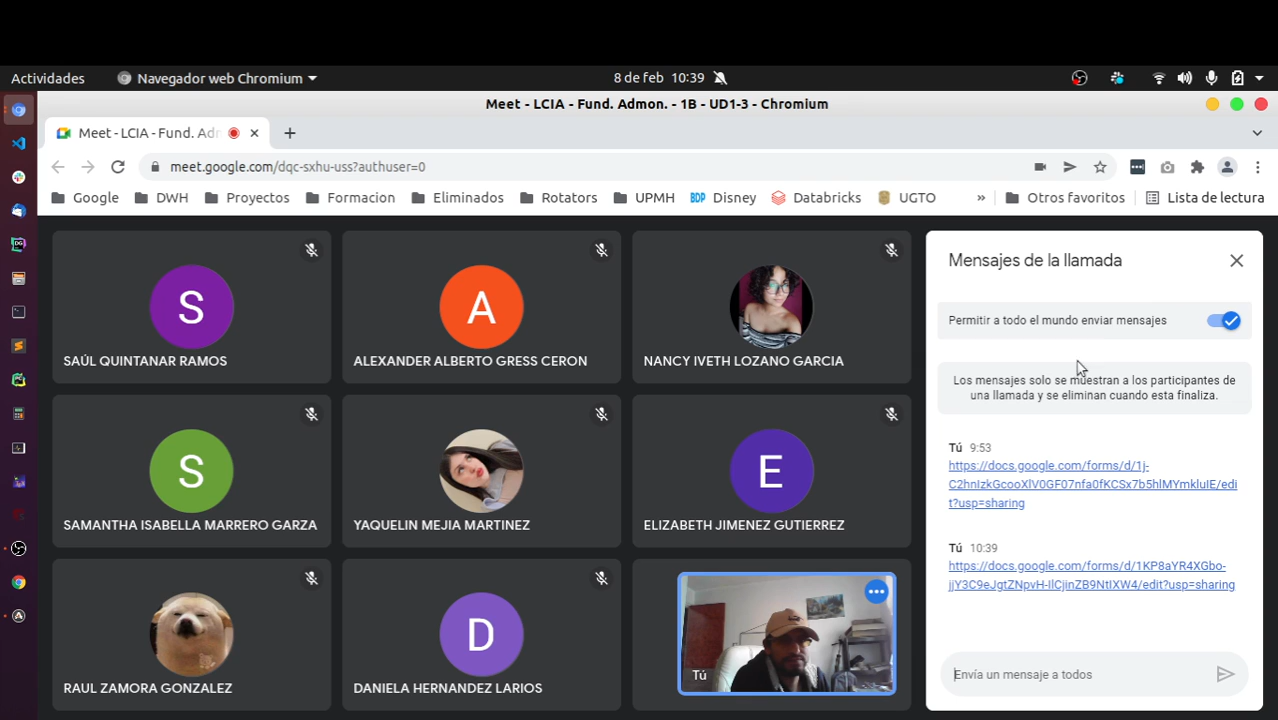 Actividades
Navegador web Chromium
8 de feb 10:39
Meet - LCIA - Fund. Admon. - 1B - UD1-3 - Chromium
Meet - LCIA - Fund. Adm
meet.google.com/dqc-sxhu-uss?authuser=0
Google
DWH
Proyectos
Formacion
Eliminados
Rotators
UPMH
BDP Disney
Databricks
UGTO
»
Otros favoritos
Lista de lectura
S
SAÚL QUINTANAR RAMOS
A
ALEXANDER ALBERTO GRESS CERON
NANCY IVETH LOZANO GARCIA
S
SAMANTHA ISABELLA MARRERO GARZA
YAQUELIN MEJIA MARTINEZ
E
ELIZABETH JIMENEZ GUTIERREZ
RAUL ZAMORA GONZALEZ
D
DANIELA HERNANDEZ LARIOS
Tú
Mensajes de la llamada
Permitir a todo el mundo enviar mensajes
Los mensajes solo se muestran a los participantes de
una llamada y se eliminan cuando esta finaliza.
Tú 9:53
https://docs.google.com/forms/d/1j-
C2hnIzkGcooXlV0GF07nfa0fKCSx7b5hlMYmkluIE/edi
t?usp=sharing
Tú 10:39
https://docs.google.com/forms/d/1KP8aYR4XGbo-
jjY3C9eJgtZNpvH-IlCjinZB9NtIXW4/edit?usp=sharing
Envía un mensaje a todos